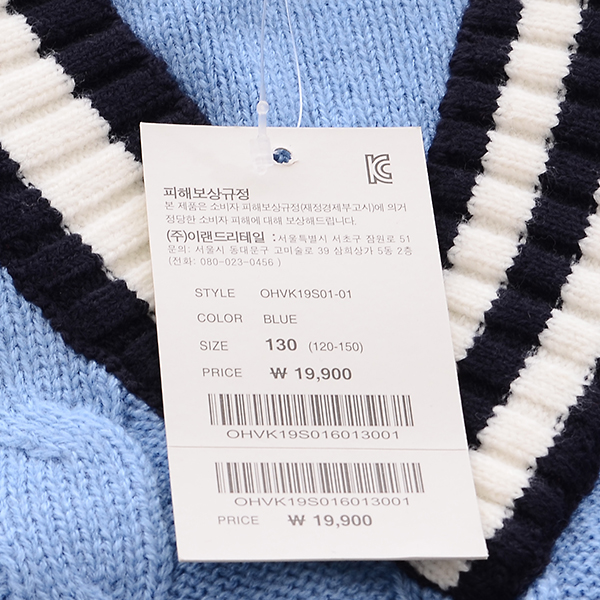 KC
피해보상규정
본 제품은 소비자 피해보상규정(재정경제부고시)에 의거
정당한 소비자 피해에 대해 보상해드립니다.
(주)이랜드리테일 : 서울특별시 서초구 잠원로 51
문의: 서울시 동대문구 고미술로 39 삼희상가 5동 2층
(전화: 080-023-0456 )
STYLE OHVK19S01-01
COLOR BLUE
SIZE 130 (120-150)
PRICE ₩ 19,900
OHVK19S016013001
OHVK19S016013001
PRICE ₩ 19,900